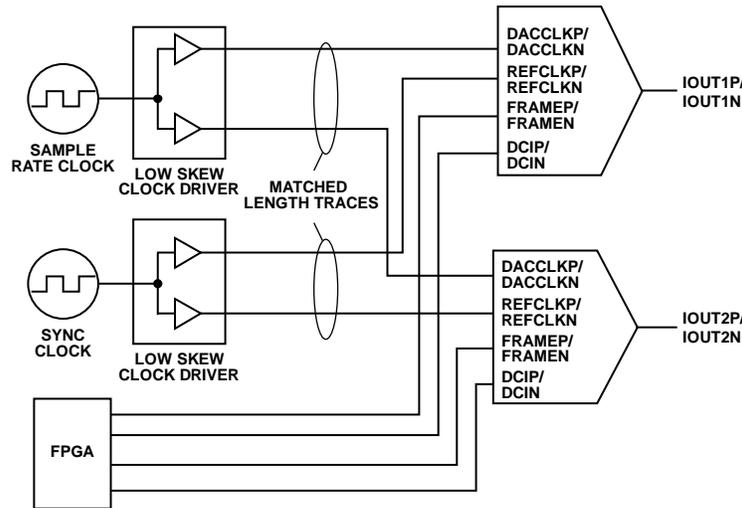 DACCLKP/
DACCLKN
REFCLKP/
REFCLKN
FRAMEP/
FRAMEN
DCIP/
DCIN
IOUT1P/
IOUT1N
SAMPLE
RATE CLOCK
LOW SKEW
CLOCK DRIVER
MATCHED
LENGTH TRACES
SYNC
CLOCK
LOW SKEW
CLOCK DRIVER
DACCLKP/
DACCLKN
REFCLKP/
REFCLKN
FRAMEP/
FRAMEN
DCIP/
DCIN
IOUT2P/
IOUT2N
FPGA